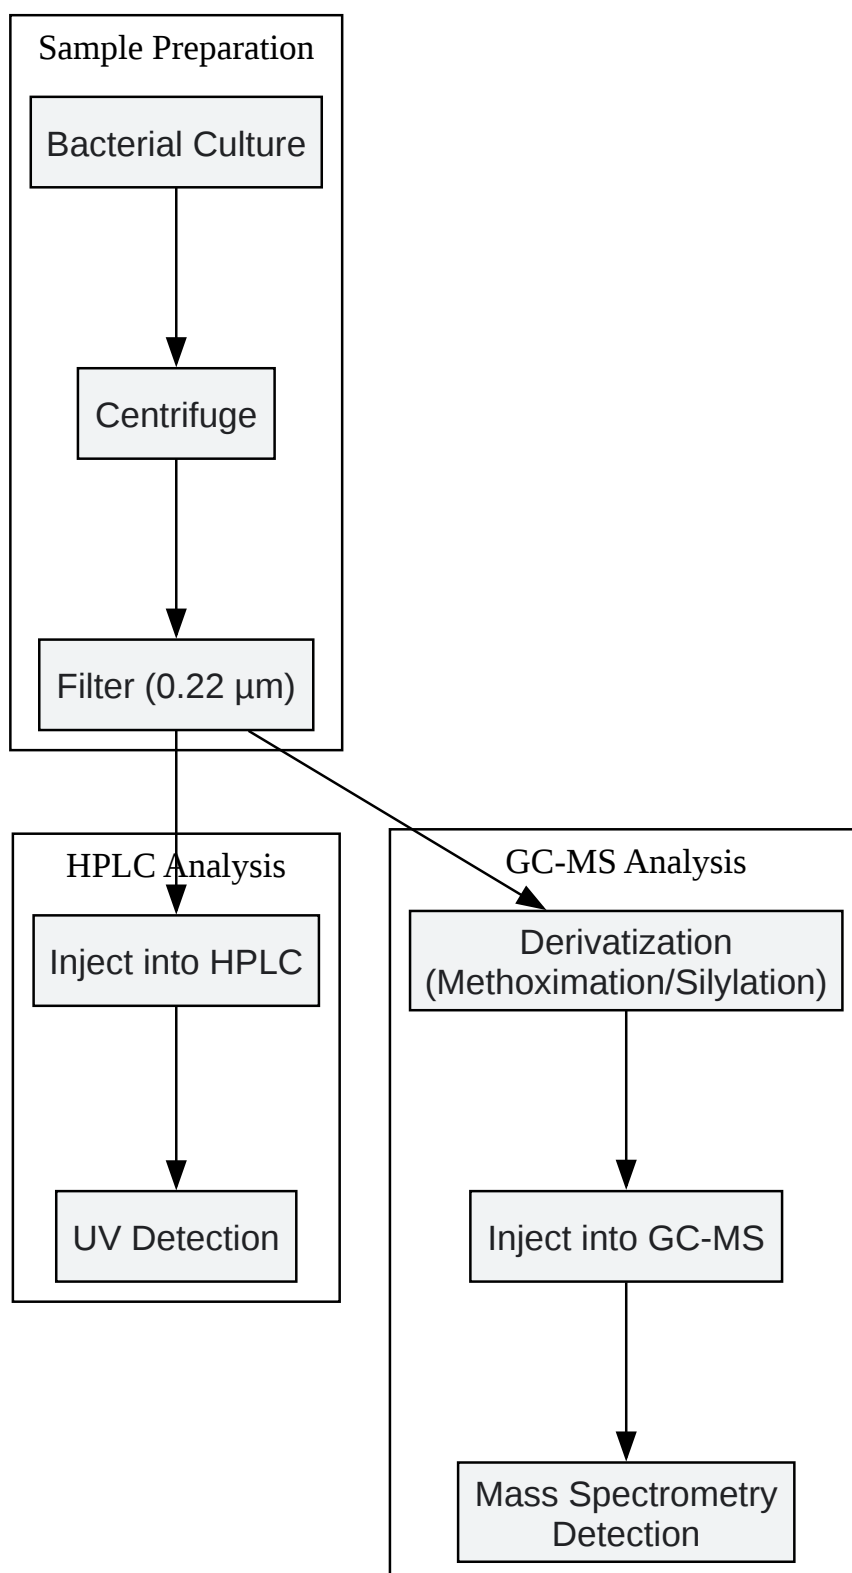 Sample Preparation
Bacterial Culture
Centrifuge
Filter (0.22 µm)
HPLC Analysis
Inject into HPLC
UV Detection
GC-MS Analysis
Derivatization
(Methoximation/Silylation)
Inject into GC-MS
Mass Spectrometry
Detection